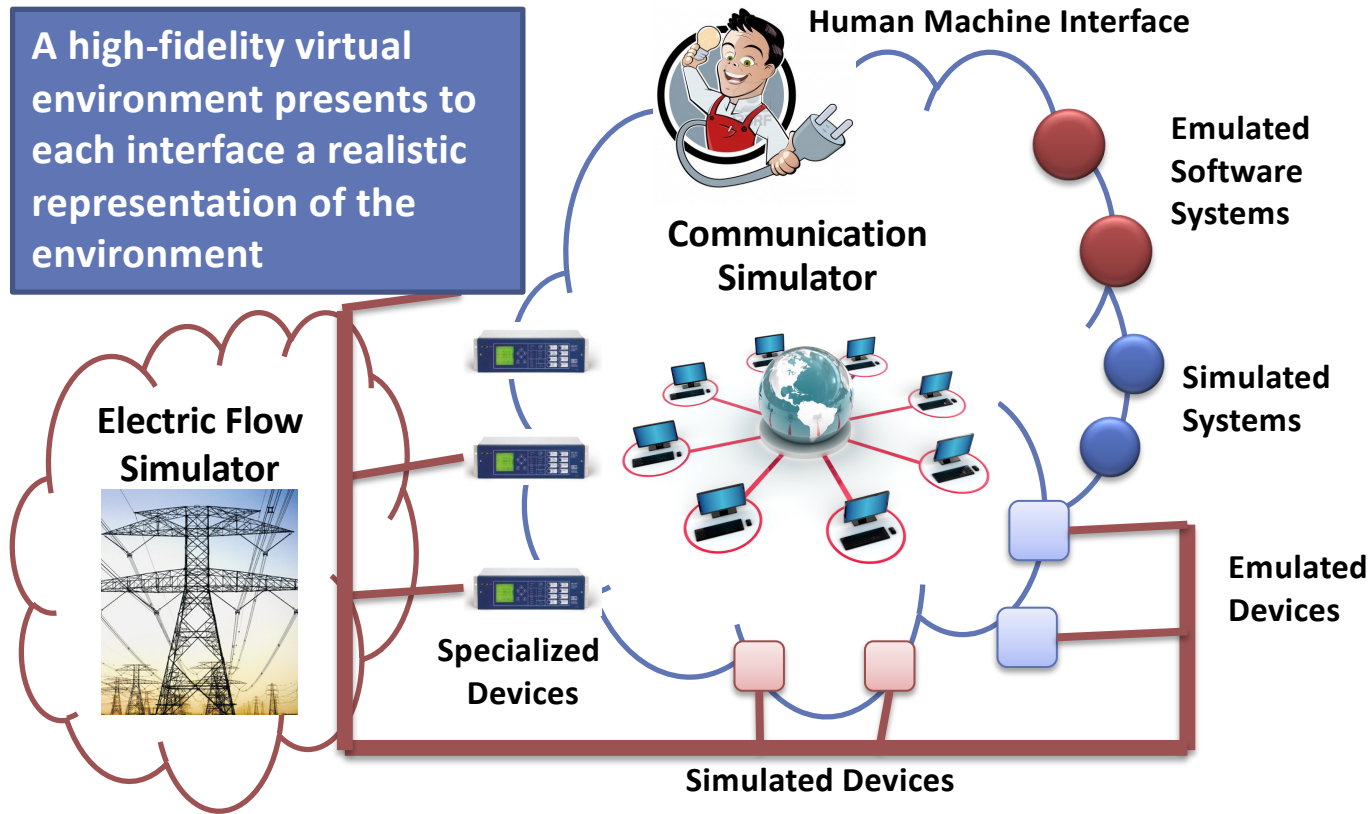 A high-fidelity virtual
environment presents to
each interface a realistic
representation of the
environment
Human Machine Interface
Emulated
Software
Systems
Communication
Simulator
Simulated
Systems
Electric Flow
Simulator
Emulated
Devices
Specialized
Devices
Simulated Devices